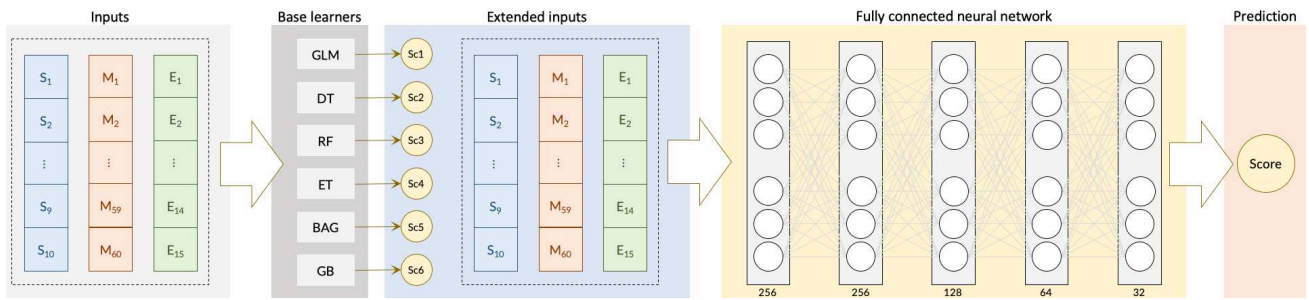 Inputs
Base learners
Extended inputs
Fully connected neural network
Prediction
S1
S2
⋮
S9
S10
M1
M2
⋮
M59
M60
E1
E2
⋮
E14
E15
GLM
DT
RF
ET
BAG
GB
Sc1
Sc2
Sc3
Sc4
Sc5
Sc6
S1
S2
⋮
S9
S10
M1
M2
⋮
M59
M60
E1
E2
⋮
E14
E15
256
256
128
64
32
Score